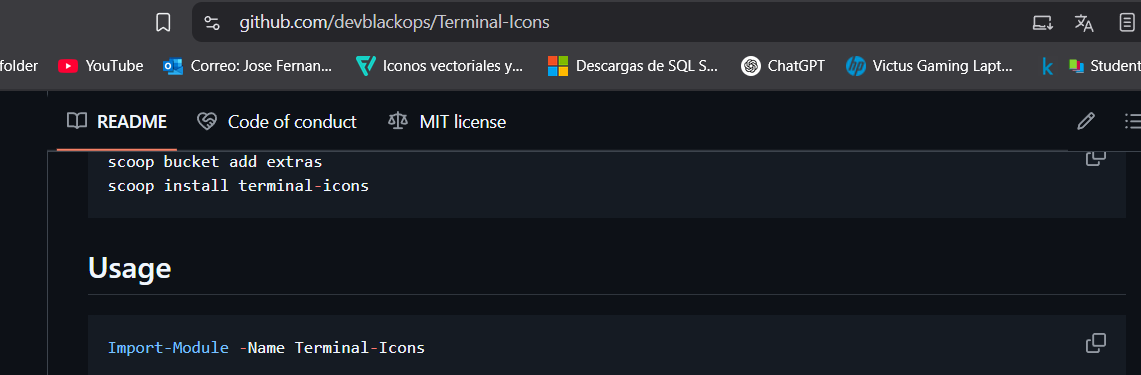 github.com/devblackops/Terminal-Icons
folder YouTube Correo: Jose Fernan... Iconos vectoriales y... Descargas de SQL S... ChatGPT Victus Gaming Lapt... k Student
README Code of conduct MIT license
scoop bucket add extras
scoop install terminal-icons
Usage
Import-Module -Name Terminal-Icons